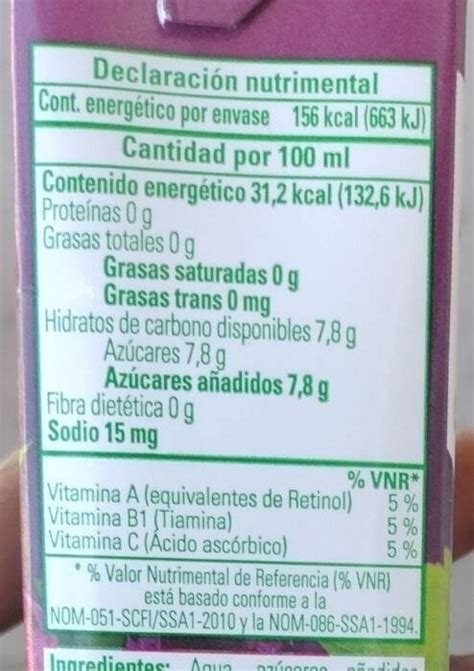 Declaración nutrimental
Cont. energético por envase 156 kcal (663 kJ)
Cantidad por 100 ml
Contenido energético 31,2 kcal (132,6 kJ)
Proteínas 0 g
Grasas totales 0 g
Grasas saturadas 0 g
Grasas trans 0 mg
Hidratos de carbono disponibles 7,8 g
Azúcares 7,8 g
Azúcares añadidos 7,8 g
Fibra dietética 0 g
Sodio 15 mg
% VNR*
Vitamina A (equivalentes de Retinol) 5 %
Vitamina B1 (Tiamina) 5 %
Vitamina C (Ácido ascórbico) 5 %
* % Valor Nutrimental de Referencia (% VNR)
está basado conforme a la
NOM-051-SCFI/SSA1-2010 y la NOM-086-SSA1-1994.
Ingredientes: Agua, azúcares añadidos